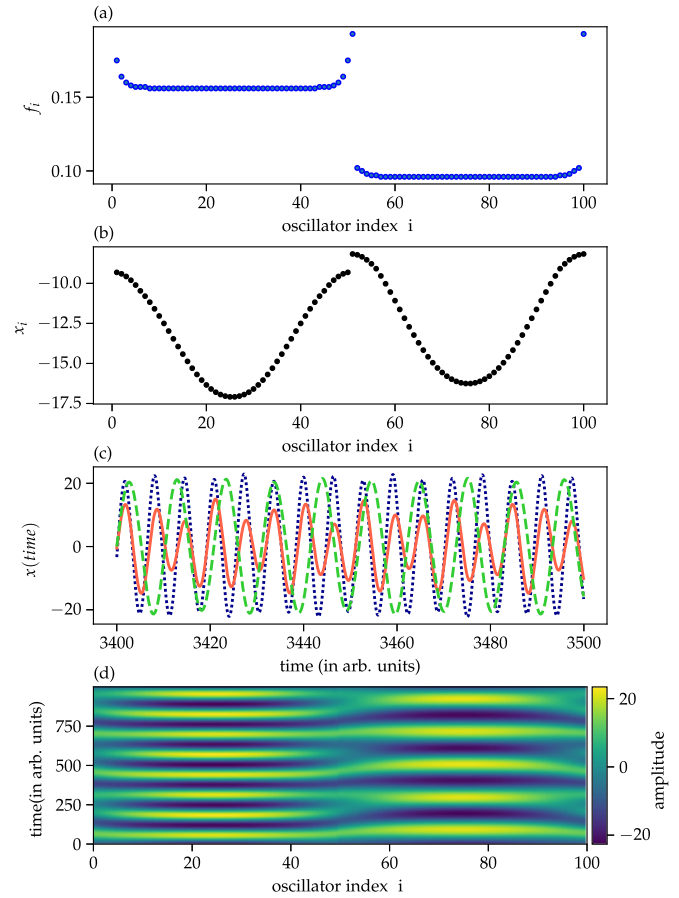 (a)
0.15
0.10
f_i
0 20 40 60 80 100
oscillator index i
(b)
−10.0
−12.5
−15.0
−17.5
x_i
0 20 40 60 80 100
oscillator index i
(c)
20
0
−20
x(time)
3400 3420 3440 3460 3480 3500
time (in arb. units)
(d)
750
500
250
0
time(in arb. units)
0 20 40 60 80 100
oscillator index i
20
0
−20
amplitude